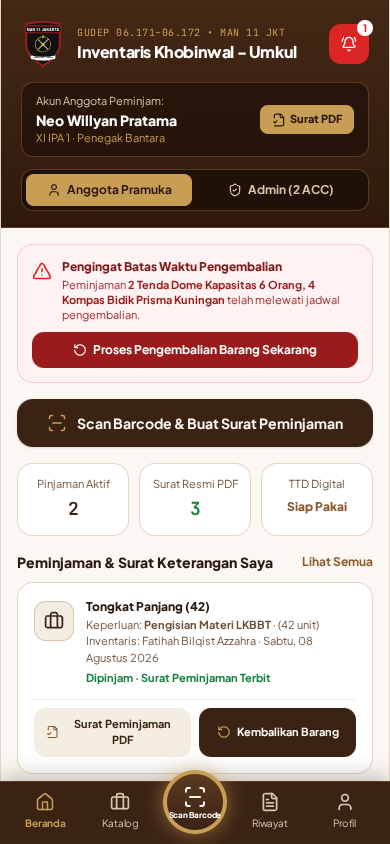 MAN 11 JAKARTA
GUDEP 06.171–06.172 • MAN 11 JKT
Inventaris Khobinwal - Umkul
1
Akun Anggota Peminjam:
Neo Willyan Pratama
XI IPA 1 · Penegak Bantara
Surat PDF
Anggota Pramuka
Admin (2 ACC)
Pengingat Batas Waktu Pengembalian
Peminjaman 2 Tenda Dome Kapasitas 6 Orang, 4
Kompas Bidik Prisma Kuningan telah melewati jadwal
pengembalian.
Proses Pengembalian Barang Sekarang
Scan Barcode & Buat Surat Peminjaman
Pinjaman Aktif
2
Surat Resmi PDF
3
TTD Digital
Siap Pakai
Peminjaman & Surat Keterangan Saya
Lihat Semua
Tongkat Panjang (42)
Keperluan: Pengisian Materi LKBBT · (42 unit)
Inventaris: Fatihah Bilqist Azzahra · Sabtu, 08
Agustus 2026
Dipinjam · Surat Peminjaman Terbit
Surat Peminjaman
PDF
Kembalikan Barang
Beranda
Katalog
Scan Barcode
Riwayat
Profil